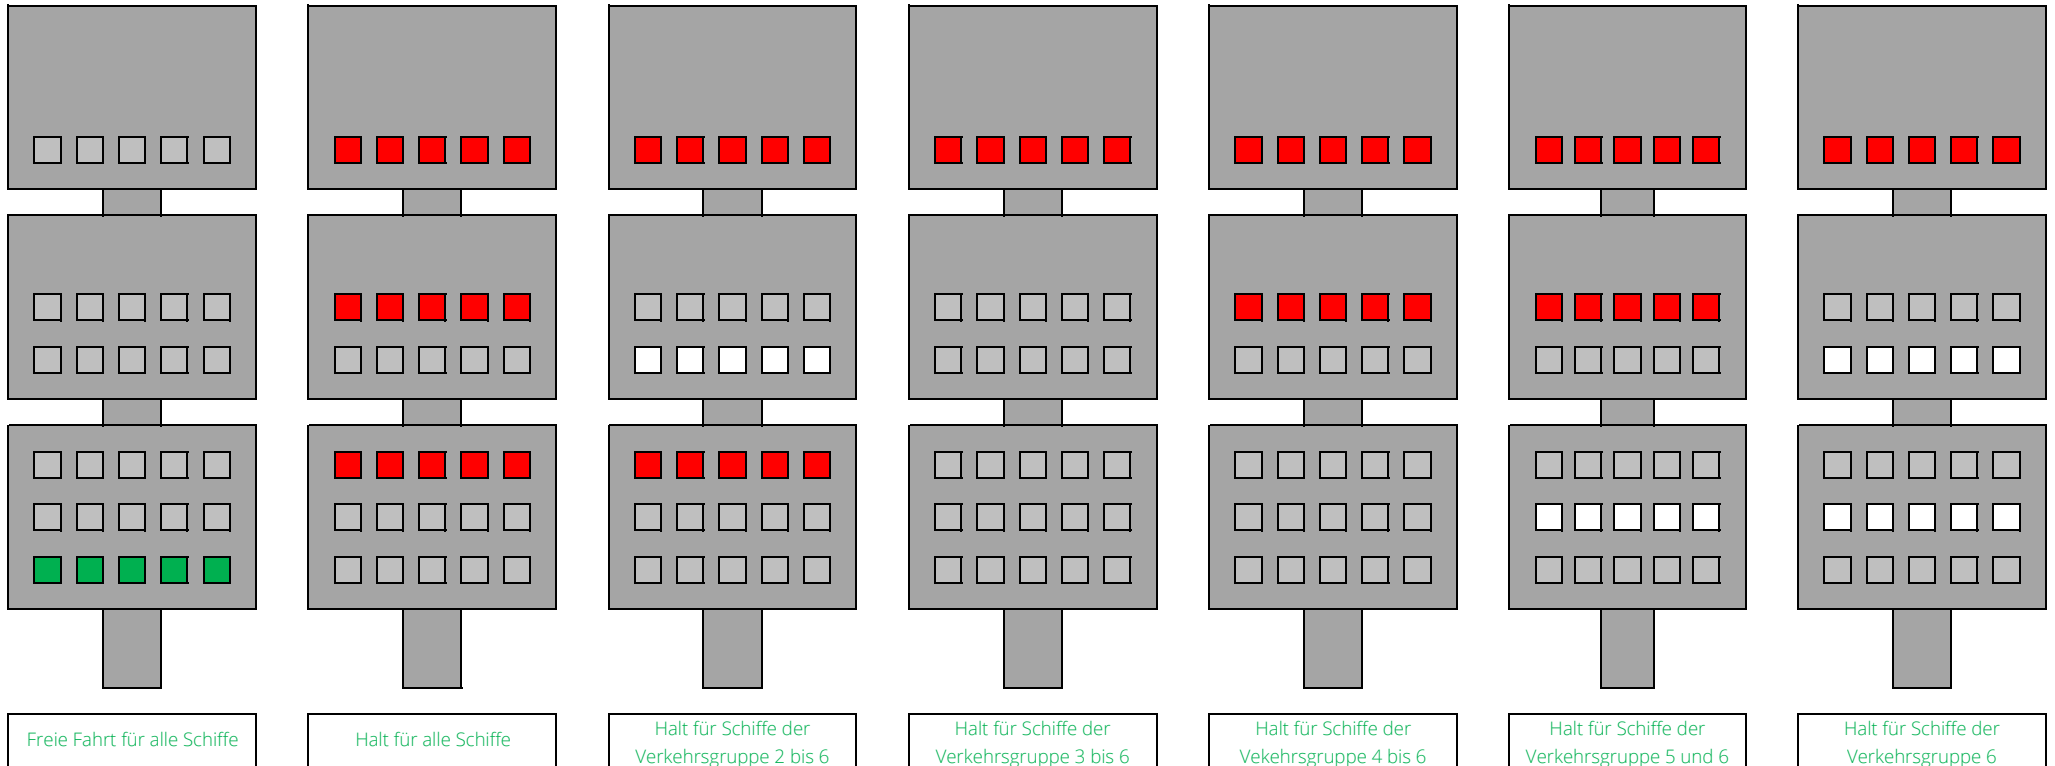 Freie Fahrt für alle Schiffe
Halt für alle Schiffe
Halt für Schiffe der
Verkehrsgruppe 2 bis 6
Halt für Schiffe der
Verkehrsgruppe 3 bis 6
Halt für Schiffe der
Vekehrsgruppe 4 bis 6
Halt für Schiffe der
Verkehrsgruppe 5 und 6
Halt für Schiffe der
Verkehrsgruppe 6